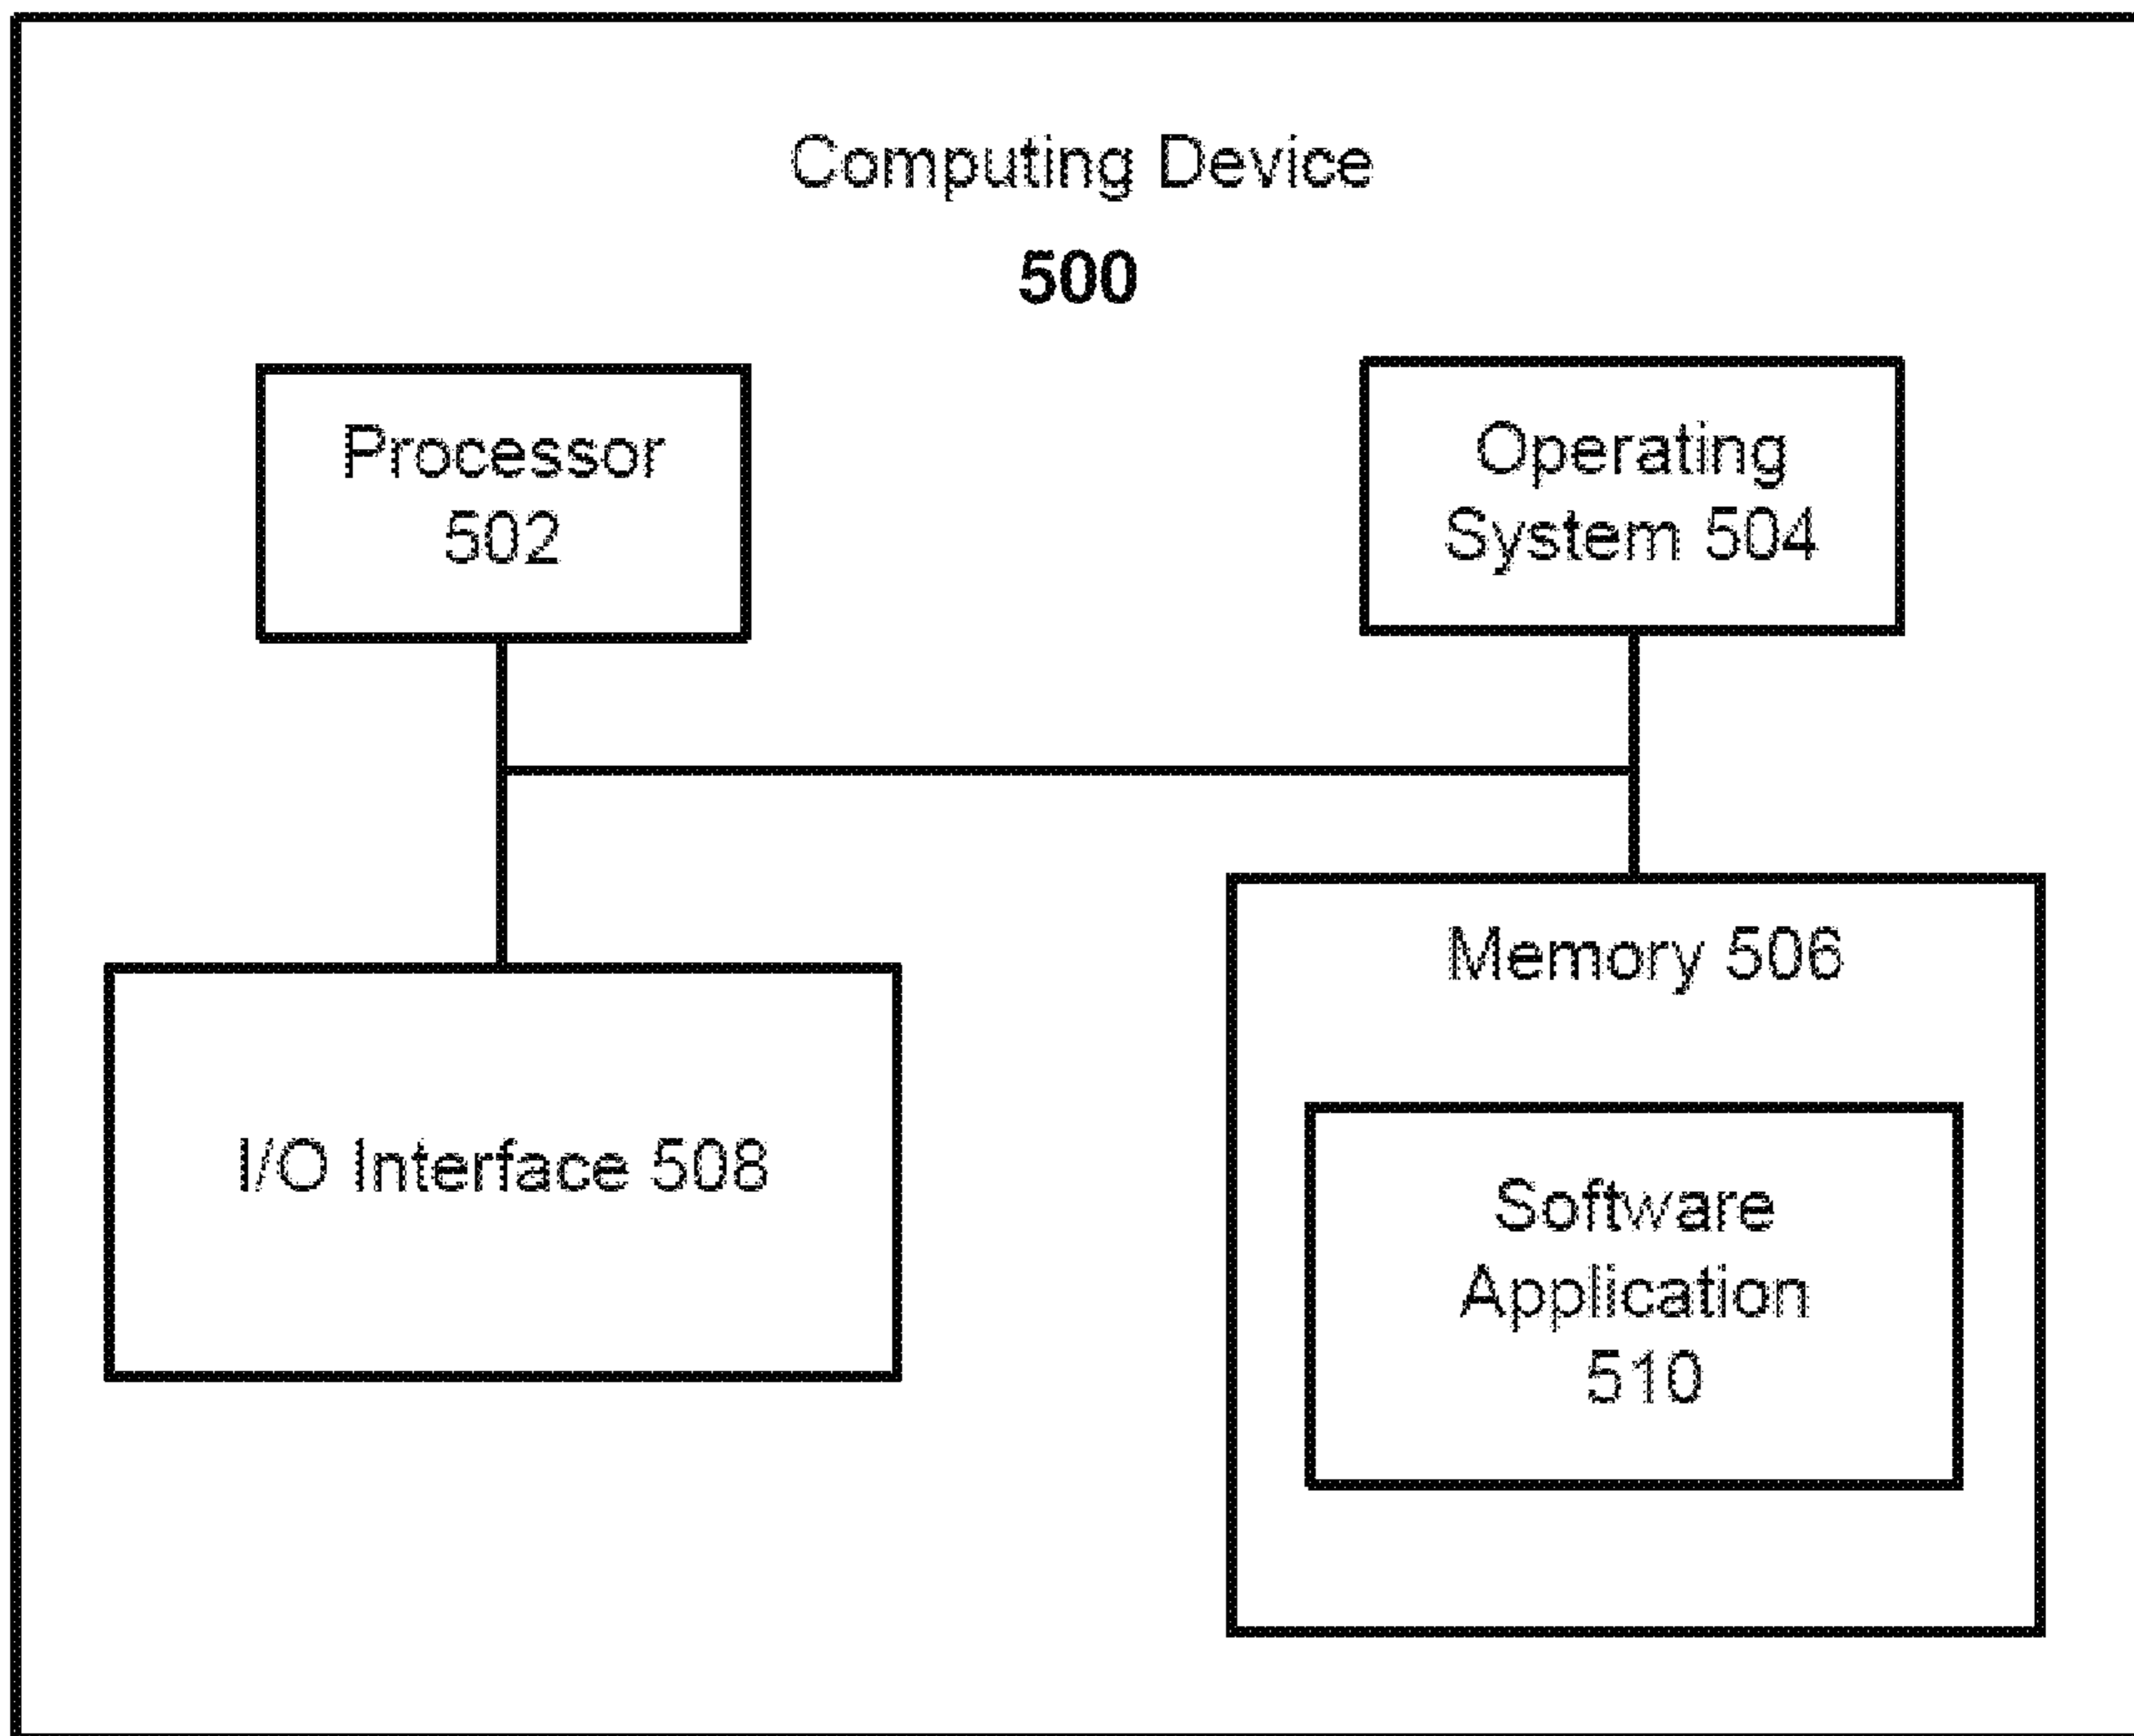 Computing Device
500
Processor
502
Operating
System 504
I/O Interface 508
Memory 506
Software
Application
510